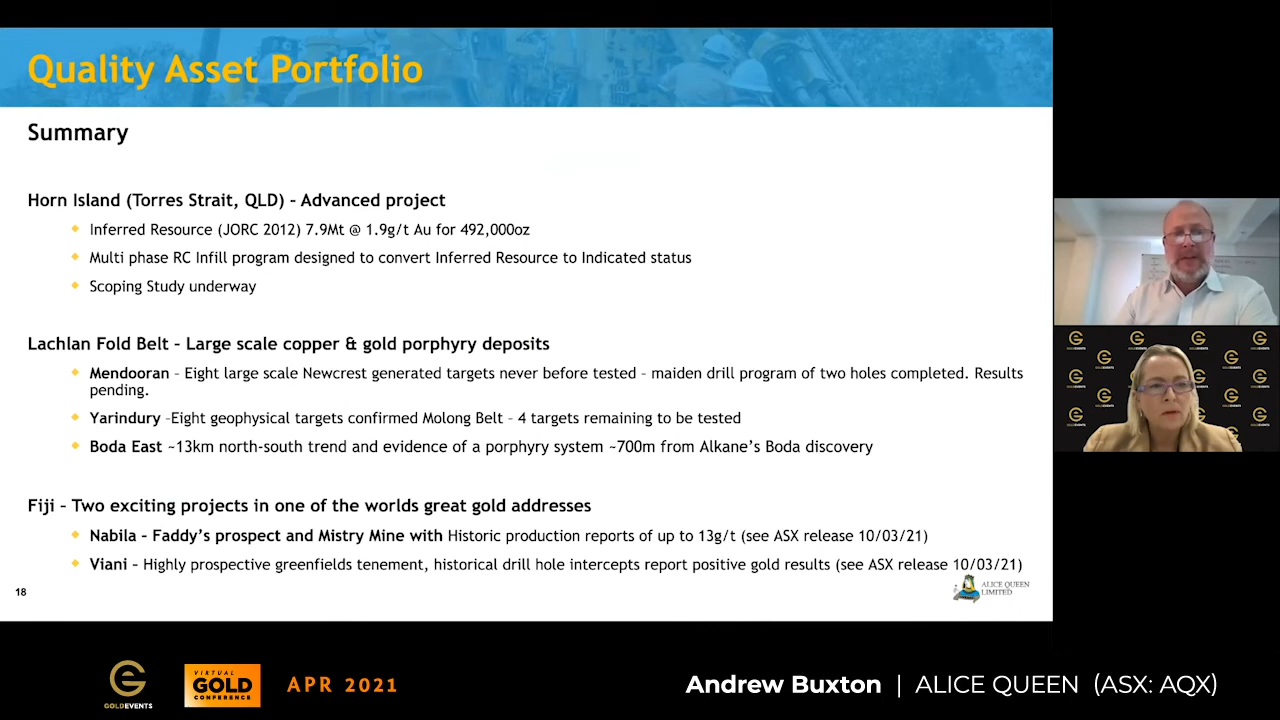 Quality Asset Portfolio
Summary
Horn Island (Torres Strait, QLD) – Advanced project
Inferred Resource (JORC 2012) 7.9Mt @ 1.9g/t Au for 492,000oz
Multi phase RC Infill program designed to convert Inferred Resource to Indicated status
Scoping Study underway
Lachlan Fold Belt – Large scale copper & gold porphyry deposits
Mendooran – Eight large scale Newcrest generated targets never before tested – maiden drill program of two holes completed. Results
pending.
Yarindury –Eight geophysical targets confirmed Molong Belt – 4 targets remaining to be tested
Boda East ~13km north-south trend and evidence of a porphyry system ~700m from Alkane's Boda discovery
Fiji – Two exciting projects in one of the worlds great gold addresses
Nabila – Faddy's prospect and Mistry Mine with Historic production reports of up to 13g/t (see ASX release 10/03/21)
Viani – Highly prospective greenfields tenement, historical drill hole intercepts report positive gold results (see ASX release 10/03/21)
18
ALICE QUEEN
LIMITED
GOLDEVENTS
VIRTUAL
GOLD
CONFERENCE
APR 2021
Andrew Buxton | ALICE QUEEN (ASX: AQX)